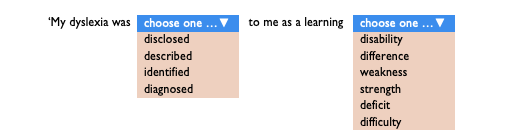 ‘My dyslexia was choose one ...▼ to me as a learning choose one ...▼
disclosed disability
described difference
identified weakness
diagnosed strength
deficit
difficulty